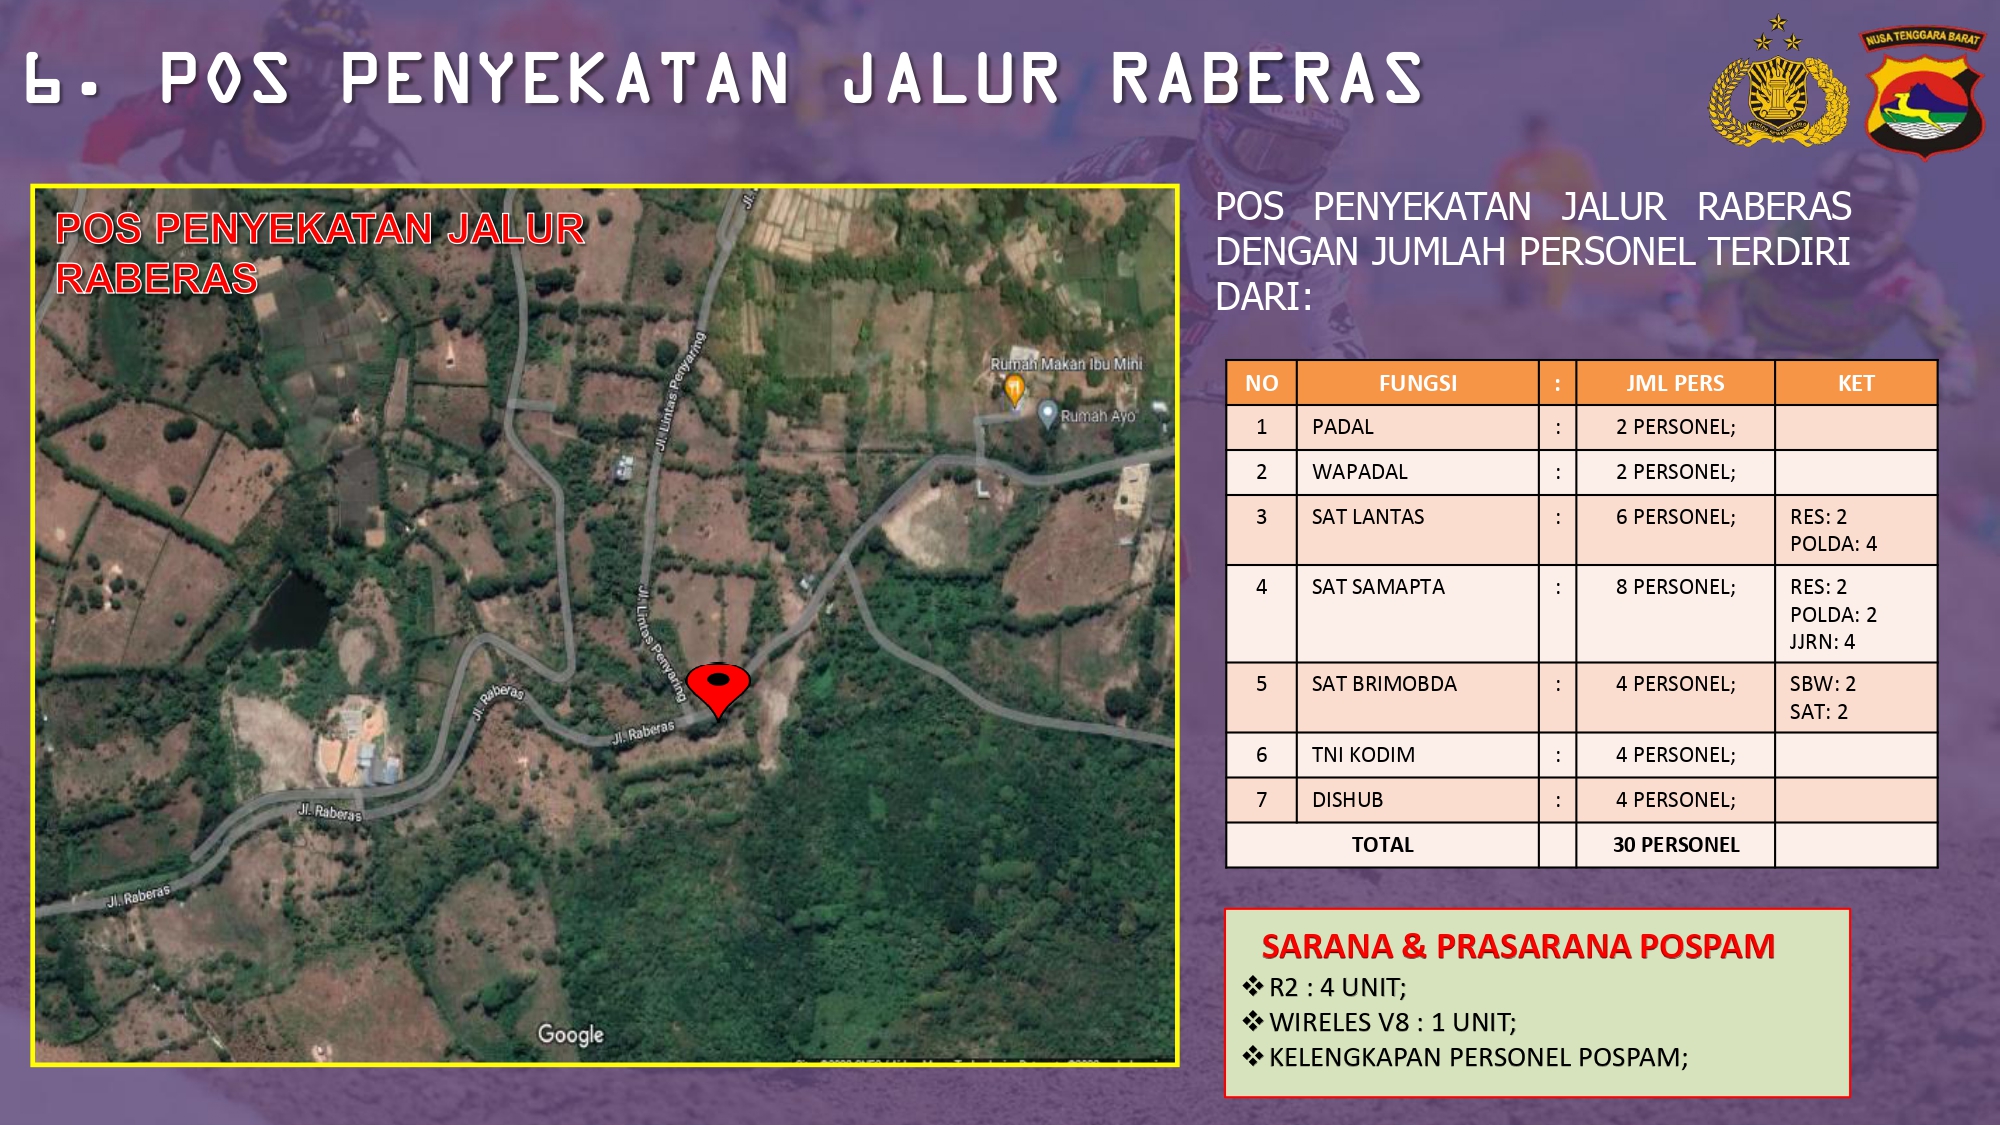 6. POS PENYEKATAN JALUR RABERAS
NUSA TENGGARA BARAT
POS PENYEKATAN JALUR
RABERAS
Jl. Lintas Penyaring
Rumah Makan Ibu Mini
Rumah Ayo
Jl. Lintas Penyaring
Jl. Raberas
Jl. Raberas
Jl. Raberas
Jl. Raberas
Google
POS PENYEKATAN JALUR RABERAS
DENGAN JUMLAH PERSONEL TERDIRI
DARI:
NO FUNGSI : JML PERS KET
1 PADAL : 2 PERSONEL;
2 WAPADAL : 2 PERSONEL;
3 SAT LANTAS : 6 PERSONEL; RES: 2
POLDA: 4
4 SAT SAMAPTA : 8 PERSONEL; RES: 2
POLDA: 2
JJRN: 4
5 SAT BRIMOBDA : 4 PERSONEL; SBW: 2
SAT: 2
6 TNI KODIM : 4 PERSONEL;
7 DISHUB : 4 PERSONEL;
TOTAL 30 PERSONEL
SARANA & PRASARANA POSPAM
❖ R2 : 4 UNIT;
❖ WIRELES V8 : 1 UNIT;
❖ KELENGKAPAN PERSONEL POSPAM;